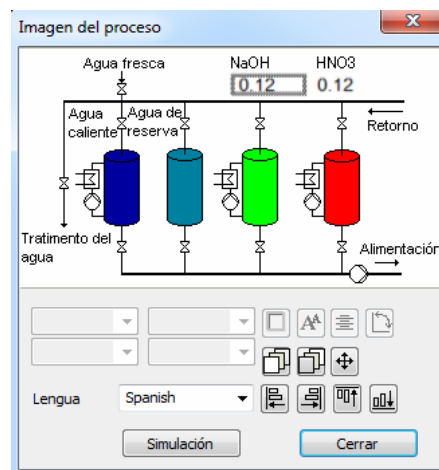 Imagen del proceso
Agua fresca
NaOH
HNO3
0.12
0.12
Agua caliente
Agua de reserva
Retorno
Tratimento del agua
Alimentación
Lengua
Spanish
Simulación
Cerrar